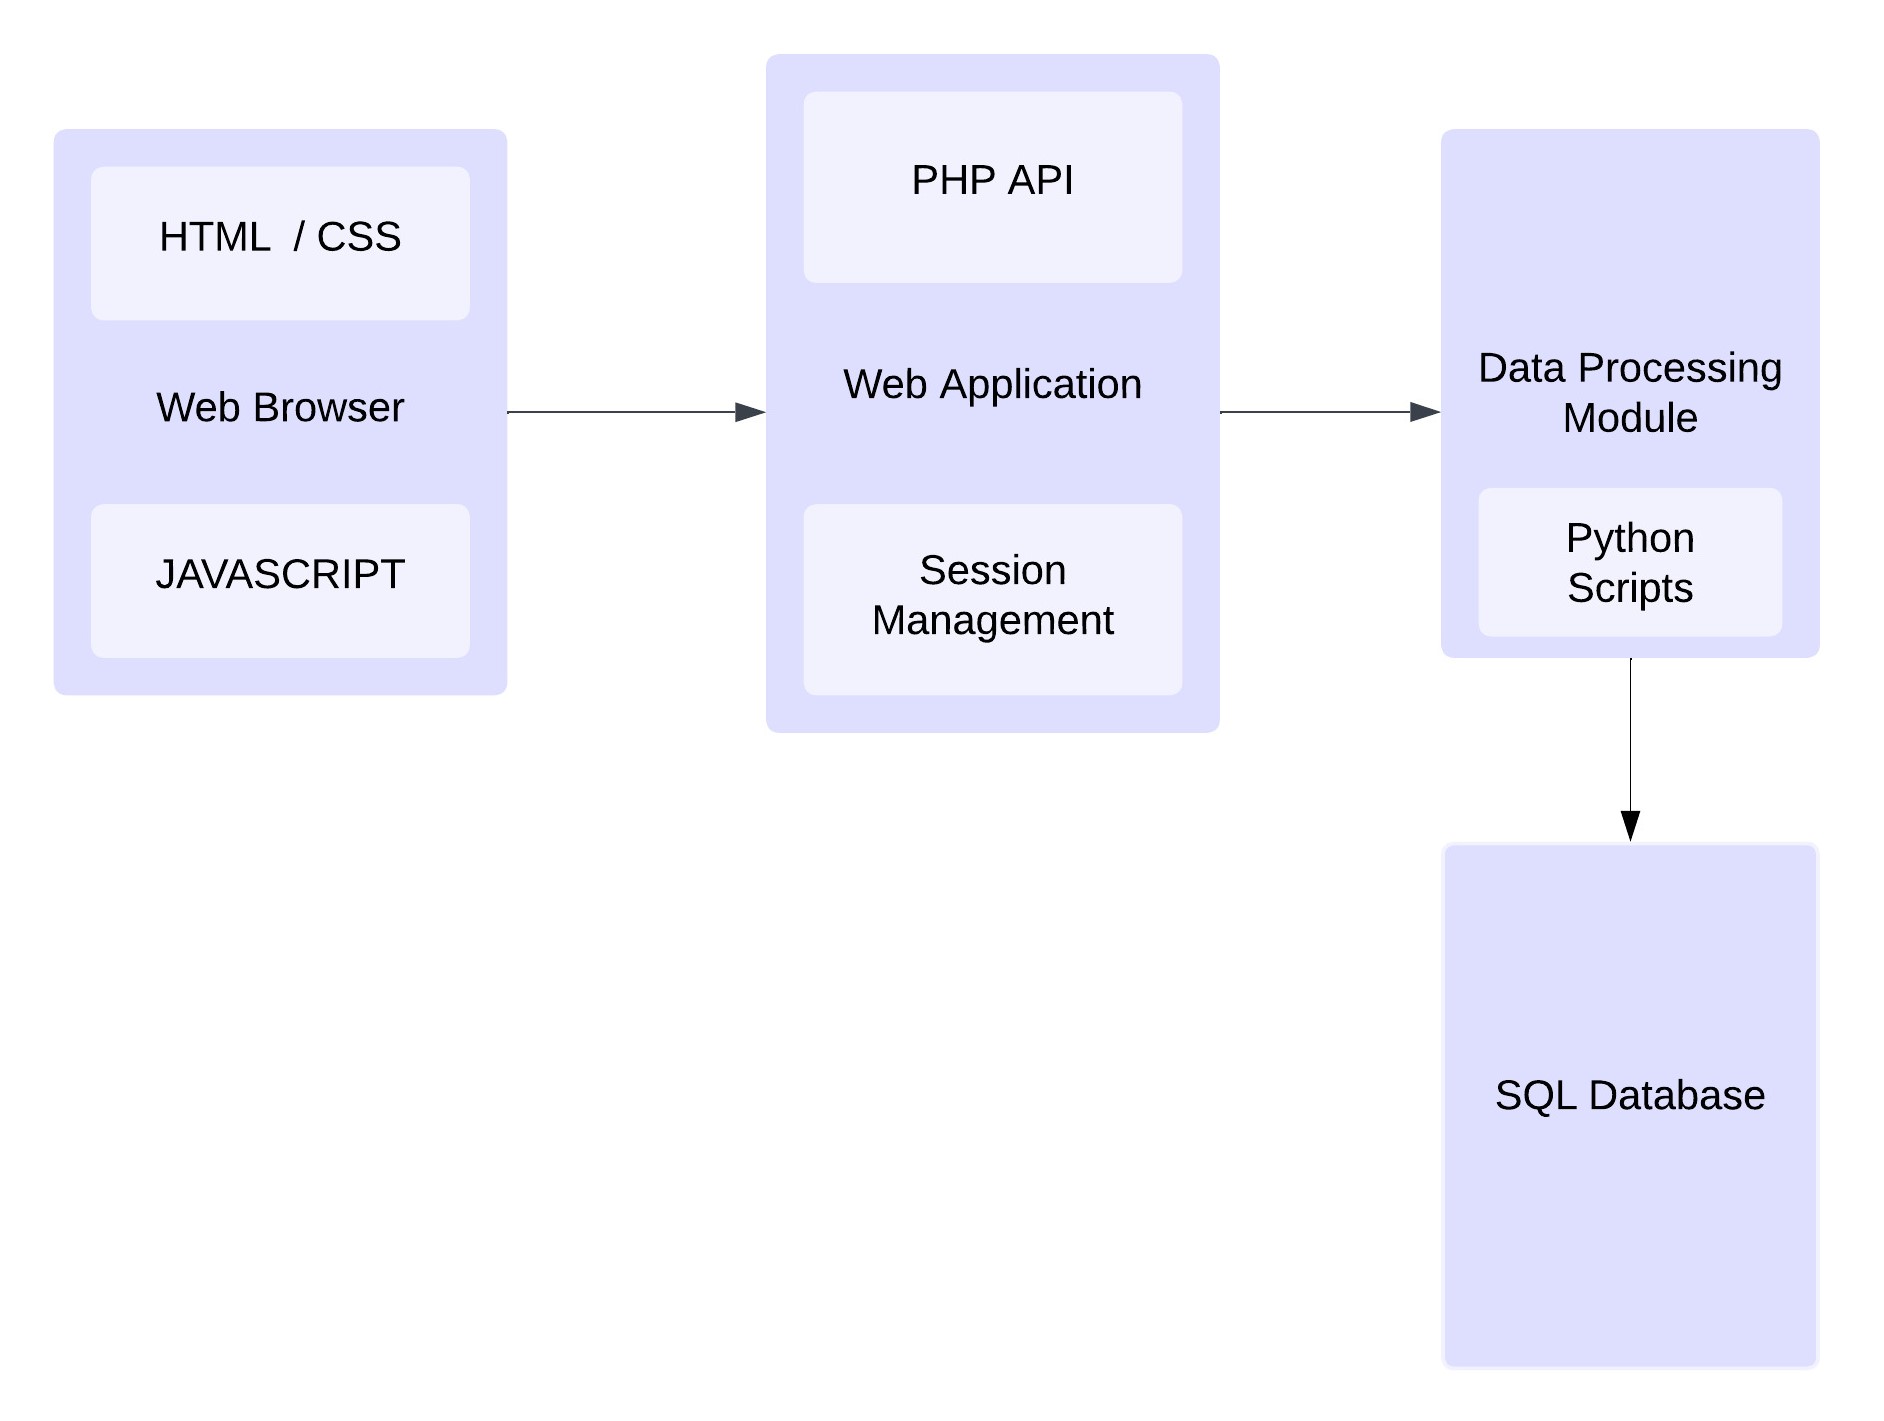 HTML  / CSS
Web Browser
JAVASCRIPT
PHP API
Web Application
Session
Management
Data Processing
Module
Python
Scripts
SQL Database